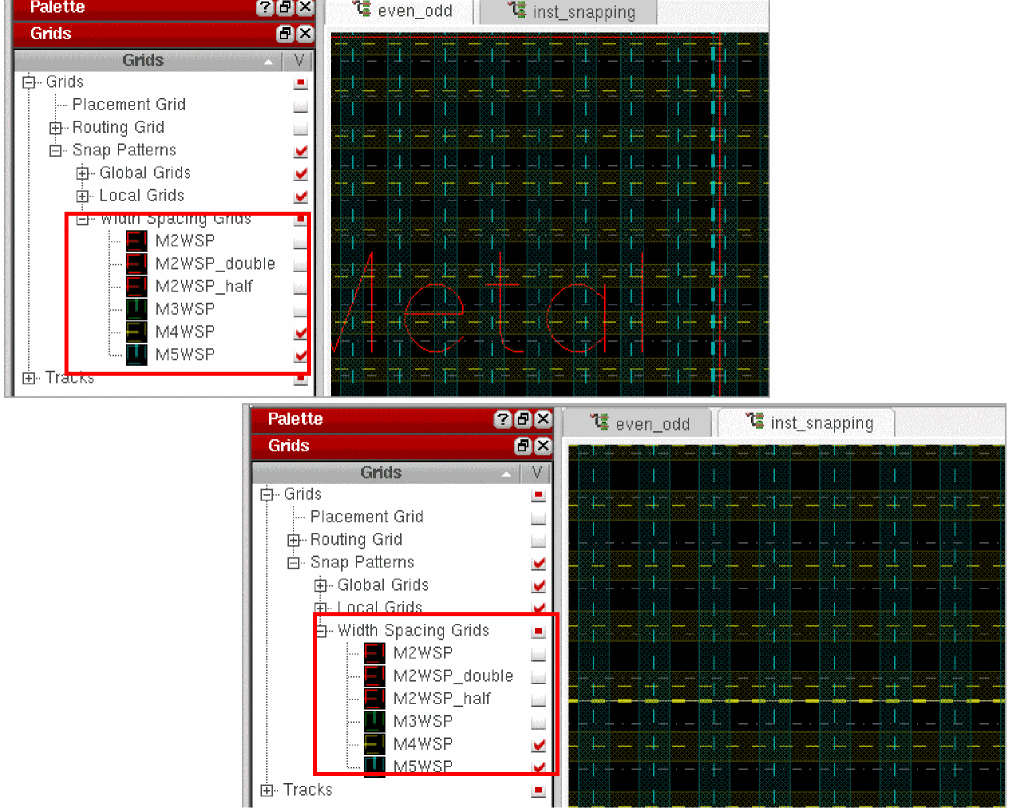 Palette
even_odd
inst_snapping
Grids
Grids V
Grids
Placement Grid
Routing Grid
Snap Patterns
Global Grids
Local Grids
Width Spacing Grids
M2WSP
M2WSP_double
M2WSP_half
M3WSP
M4WSP
M5WSP
Tracks
Metal
Palette
even_odd
inst_snapping
Grids
Grids V
Grids
Placement Grid
Routing Grid
Snap Patterns
Global Grids
Local Grids
Width Spacing Grids
M2WSP
M2WSP_double
M2WSP_half
M3WSP
M4WSP
M5WSP
Tracks